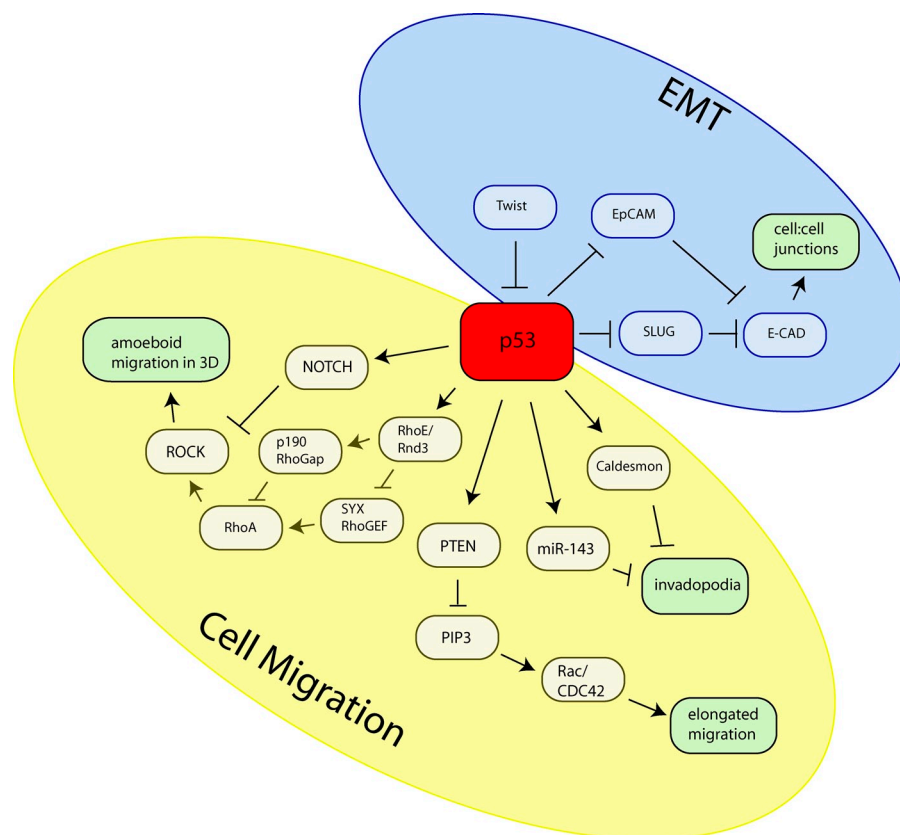 EMT
Twist
EpCAM
cell:cell
junctions
p53
SLUG
E-CAD
amoeboid
migration in 3D
NOTCH
RhoE/
Rnd3
p190
RhoGap
ROCK
Caldesmon
SYX
RhoGEF
RhoA
PTEN
miR-143
invadopodia
PIP3
Cell Migration
Rac/
CDC42
elongated
migration